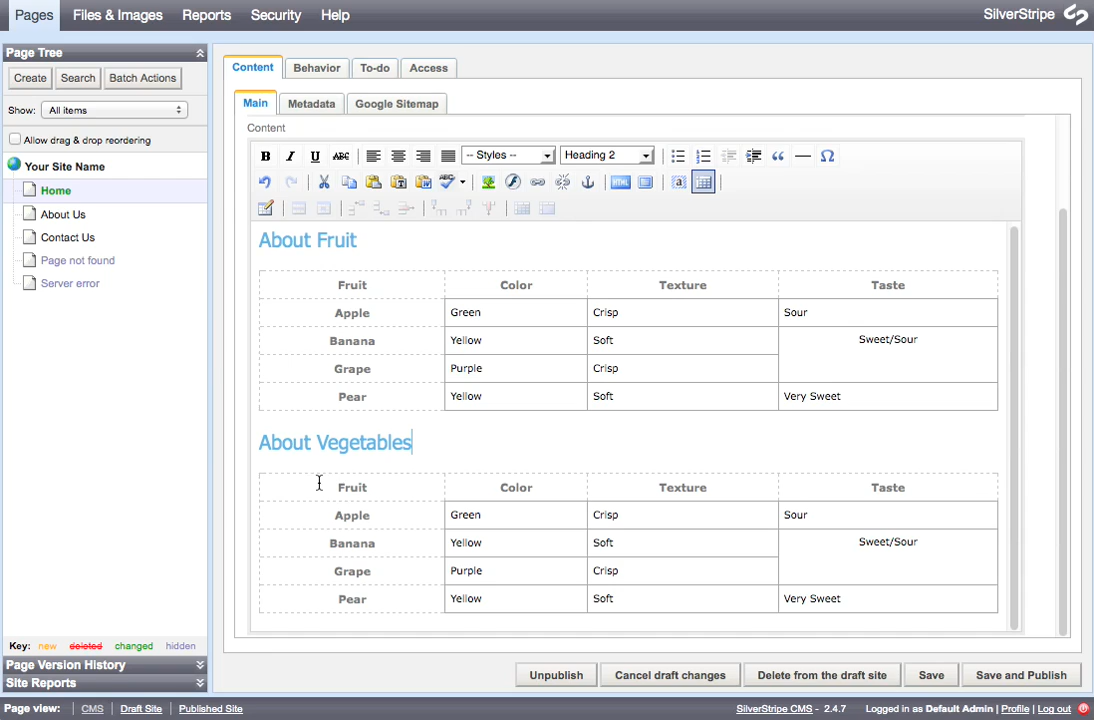 Pages Files & Images Reports Security Help SilverStripe
Page Tree
Create Search Batch Actions
Show: All items
Allow drag & drop reordering
Your Site Name
Home
About Us
Contact Us
Page not found
Server error
Key: new deleted changed hidden
Page Version History
Site Reports
Content Behavior To-do Access
Main Metadata Google Sitemap
Content
B I U ABC -- Styles -- Heading 2
HTML
About Fruit
Fruit Color Texture Taste
Apple Green Crisp Sour
Banana Yellow Soft Sweet/Sour
Grape Purple Crisp
Pear Yellow Soft Very Sweet
About Vegetables
Fruit Color Texture Taste
Apple Green Crisp Sour
Banana Yellow Soft Sweet/Sour
Grape Purple Crisp
Pear Yellow Soft Very Sweet
Unpublish Cancel draft changes Delete from the draft site Save Save and Publish
Page view: | CMS | Draft Site | Published Site SilverStripe CMS - 2.4.7 Logged in as Default Admin | Profile | Log out